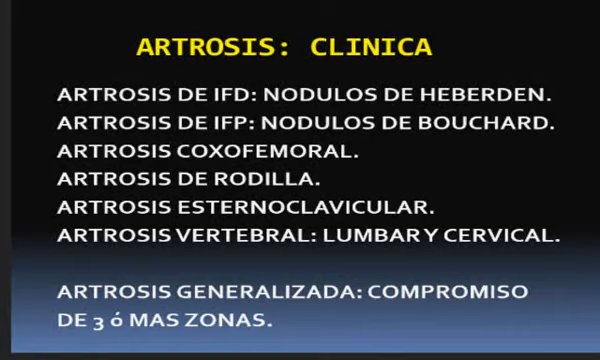 ARTROSIS: CLINICA
ARTROSIS DE IFD: NODULOS DE HEBERDEN.
ARTROSIS DE IFP: NODULOS DE BOUCHARD.
ARTROSIS COXOFEMORAL.
ARTROSIS DE RODILLA.
ARTROSIS ESTERNOCLAVICULAR.
ARTROSIS VERTEBRAL: LUMBAR Y CERVICAL.
ARTROSIS GENERALIZADA: COMPROMISO
DE 3 ó MAS ZONAS.